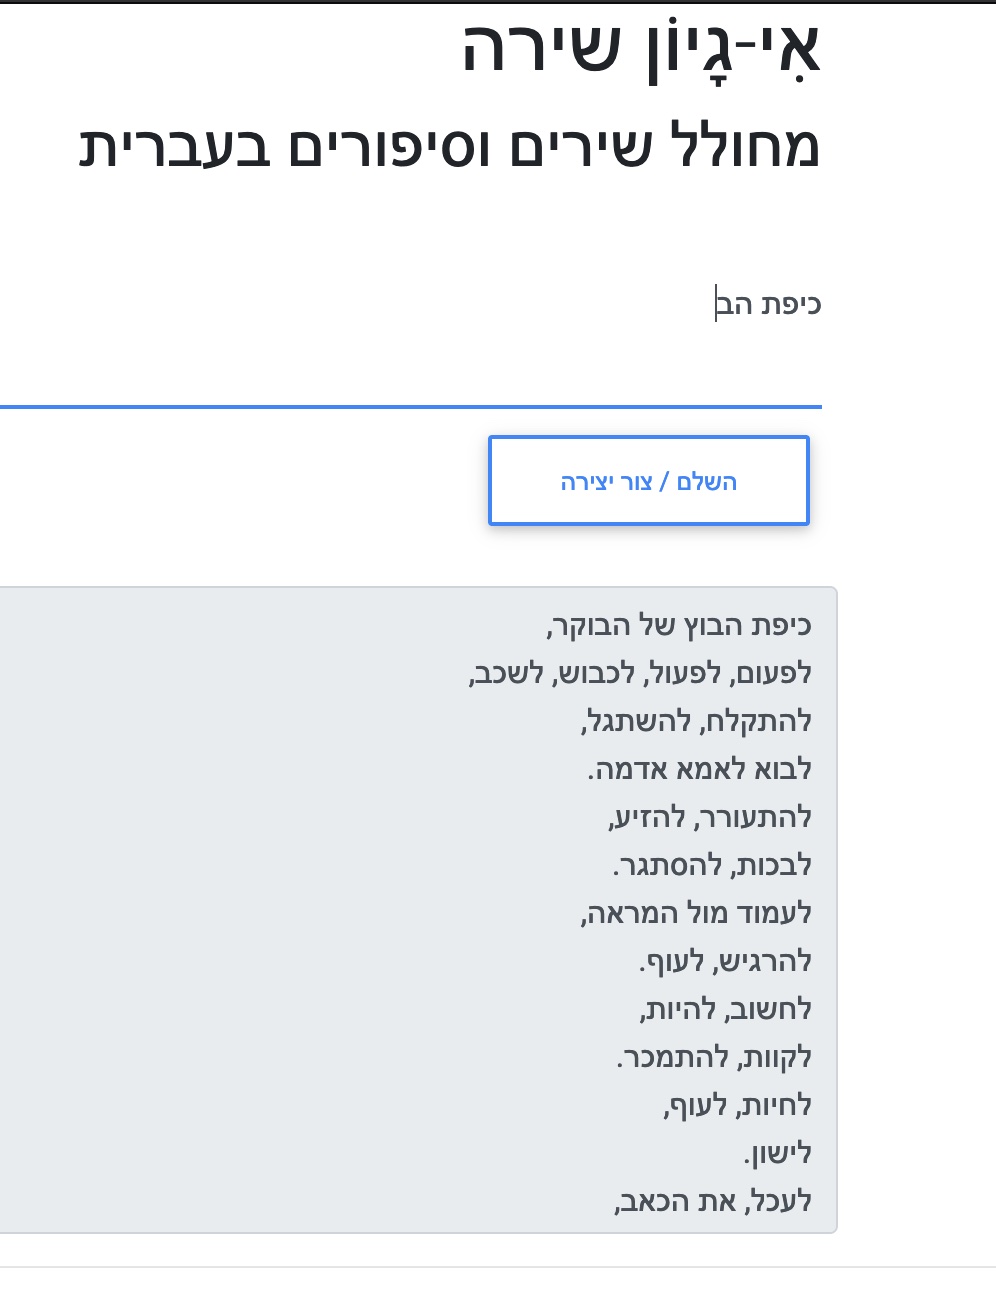 אִי-גָיוֹן שירה
מחולל שירים וסיפורים בעברית
כיפת הב
השלם / צור יצירה
כיפת הבוץ של הבוקר,
לפעום, לפעול, לכבוש, לשכב,
להתקלח, להשתגל,
לבוא לאמא אדמה.
להתעורר, להזיע,
לבכות, להסתגר.
לעמוד מול המראה,
להרגיש, לעוף.
לחשוב, להיות,
לקוות, להתמכר.
לחיות, לעוף,
לישון.
לעכל, את הכאב,